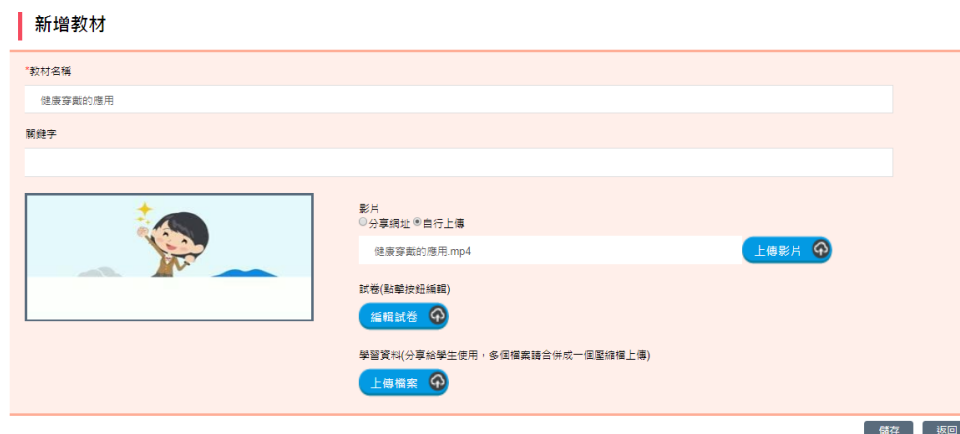 新增教材
*教材名稱
健康穿戴的應用
關鍵字
影片
分享網址 自行上傳
健康穿戴的應用.mp4
上傳影片
試卷(點擊按鈕編輯)
編輯試卷
學習資料(分享給學生使用，多個檔案請合併成一個壓縮檔上傳)
上傳檔案
儲存 返回